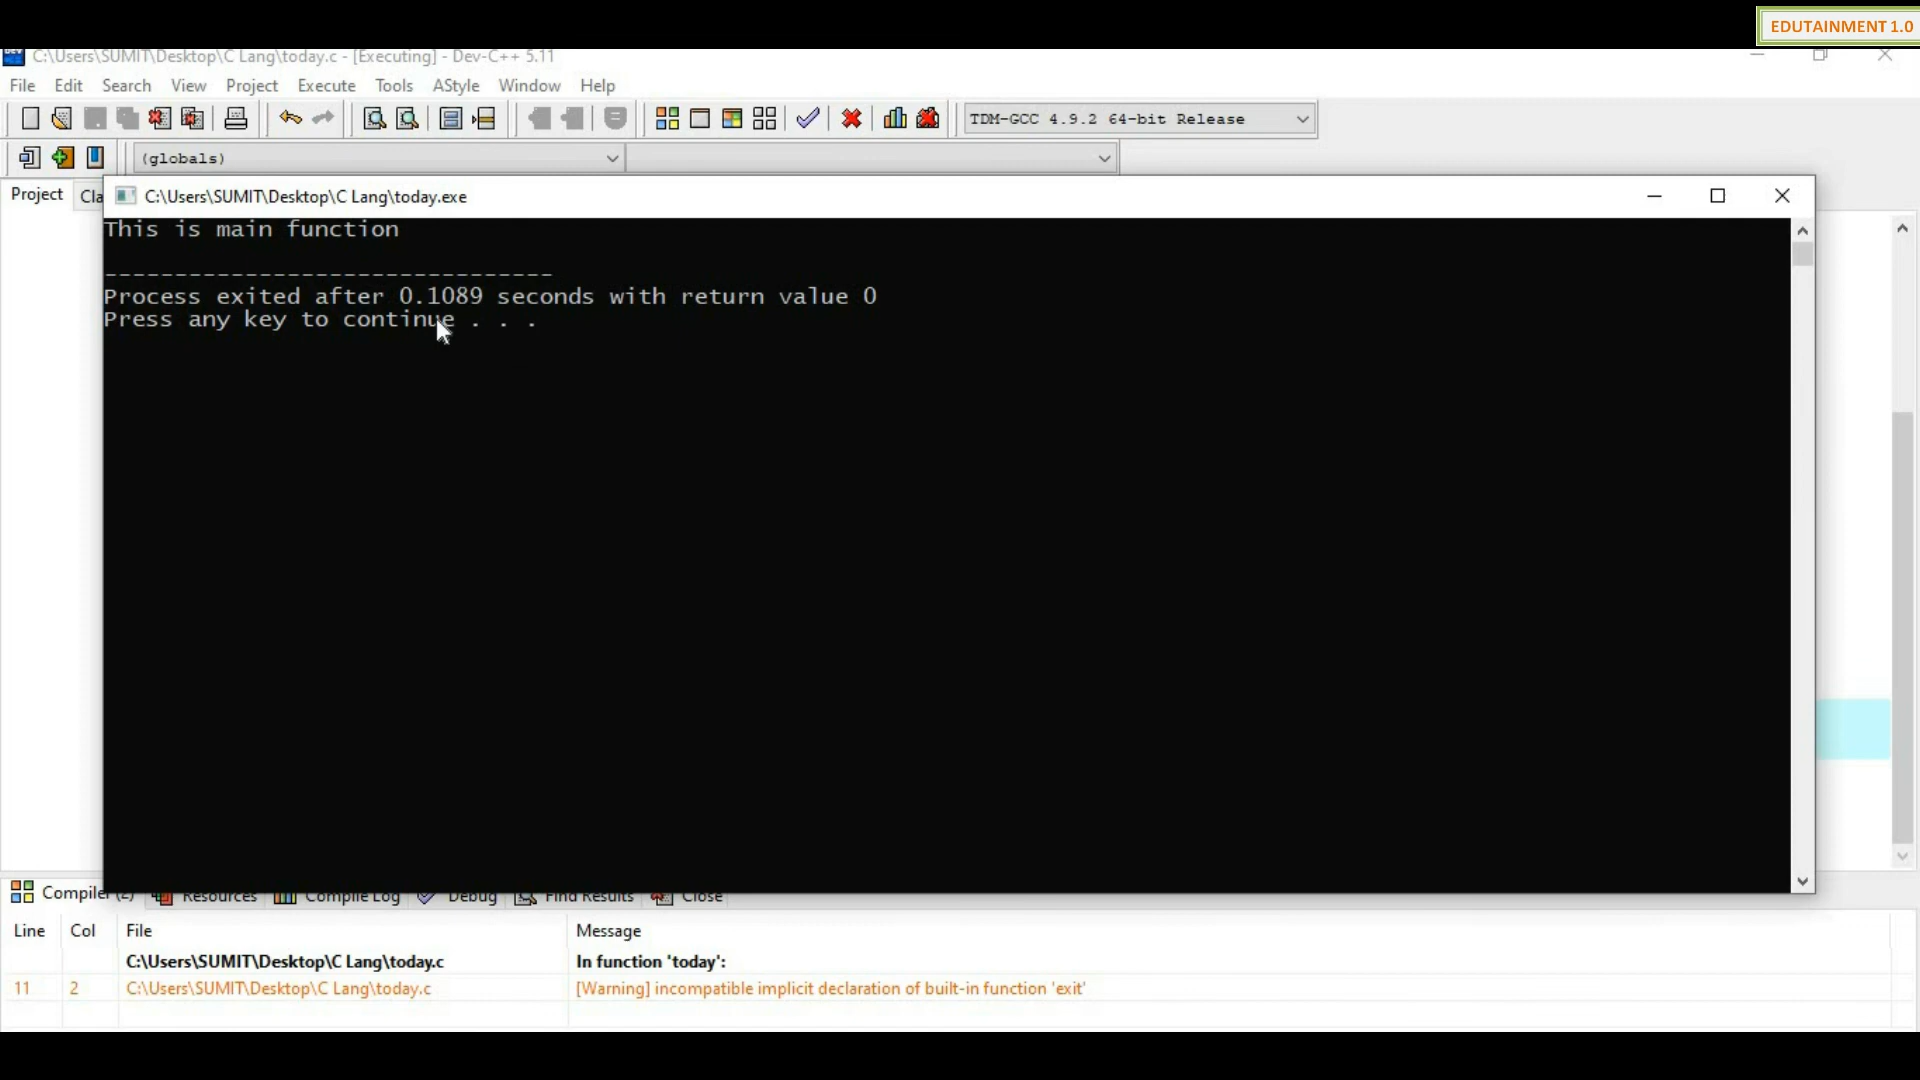 EDUTAINMENT 1.0
C:\Users\SUMIT\Desktop\C Lang\today.c - [Executing] - Dev-C++ 5.11
File Edit Search View Project Execute Tools AStyle Window Help
TDM-GCC 4.9.2 64-bit Release
(globals)
Project Cla
C:\Users\SUMIT\Desktop\C Lang\today.exe
This is main function
--------------------------------
Process exited after 0.1089 seconds with return value 0
Press any key to continue . . .
Compiler (2) Resources Compile Log Debug Find Results Close
Line Col File Message
C:\Users\SUMIT\Desktop\C Lang\today.c In function 'today':
11 2 C:\Users\SUMIT\Desktop\C Lang\today.c [Warning] incompatible implicit declaration of built-in function 'exit'